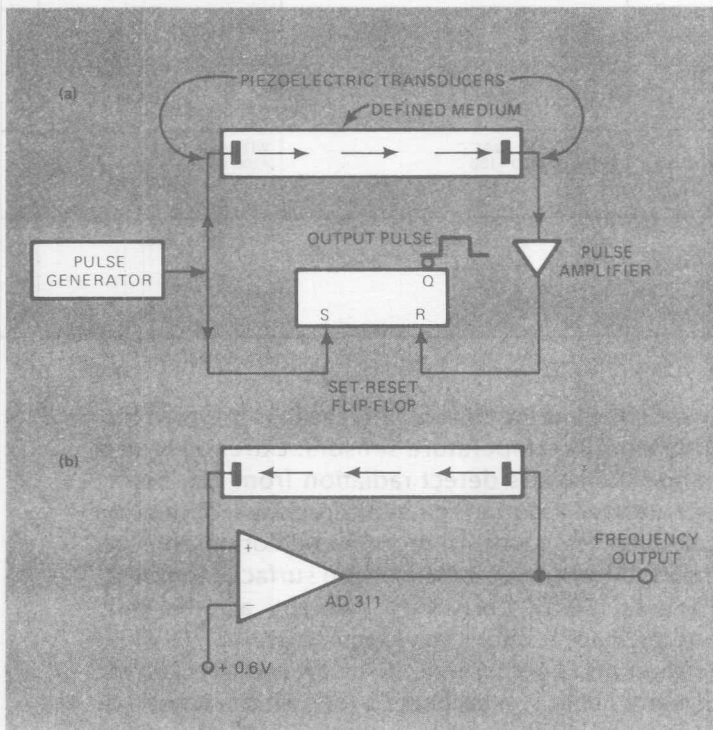 (a)
PIEZOELECTRIC TRANSDUCERS
DEFINED MEDIUM
OUTPUT PULSE
PULSE
GENERATOR
PULSE
AMPLIFIER
Q
S
R
SET-RESET
FLIP-FLOP
(b)
FREQUENCY
OUTPUT
+
AD 311
−
+ 0.6V